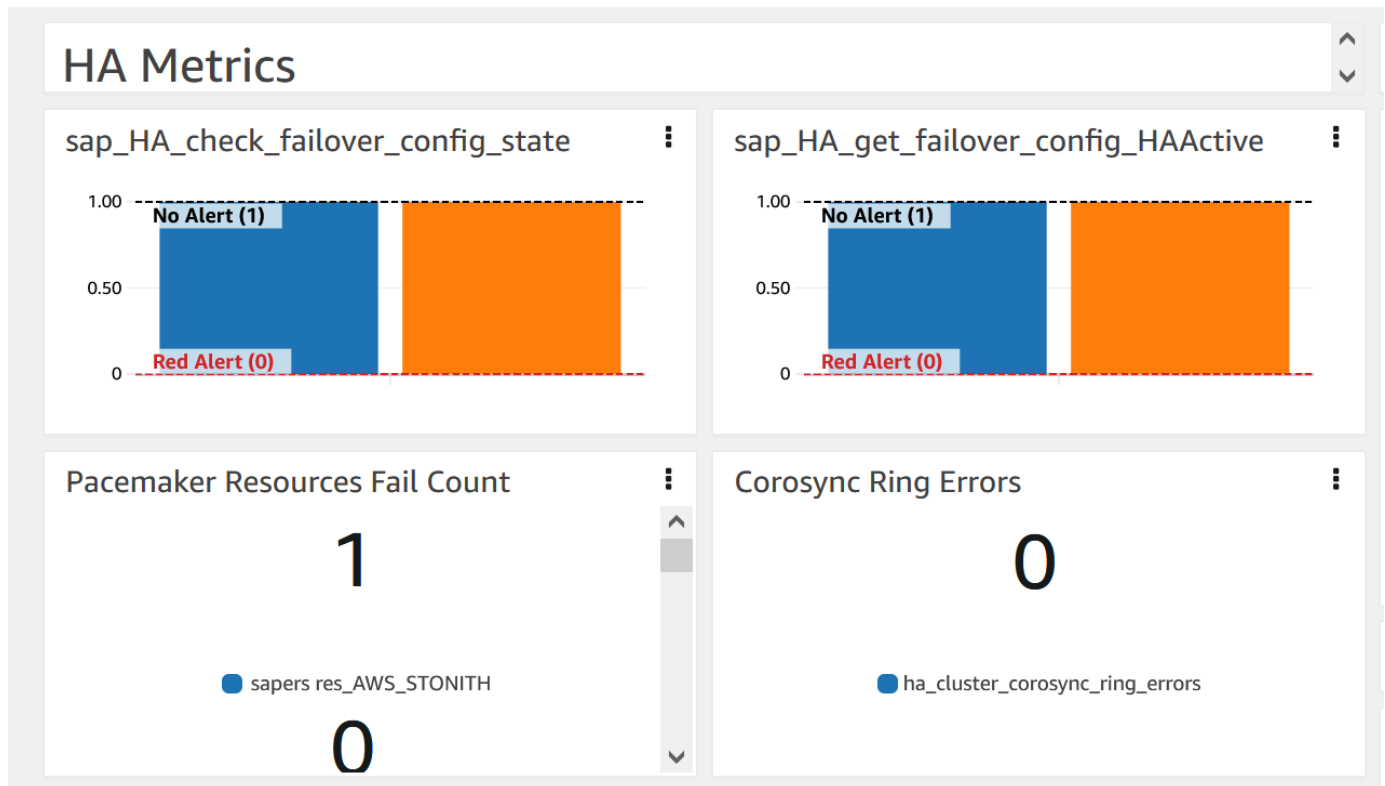 HA Metrics
sap_HA_check_failover_config_state
1.00
No Alert (1)
0.50
Red Alert (0)
0
sap_HA_get_failover_config_HAActive
1.00
No Alert (1)
0.50
Red Alert (0)
0
Pacemaker Resources Fail Count
1
sapers res_AWS_STONITH
0
Corosync Ring Errors
0
ha_cluster_corosync_ring_errors